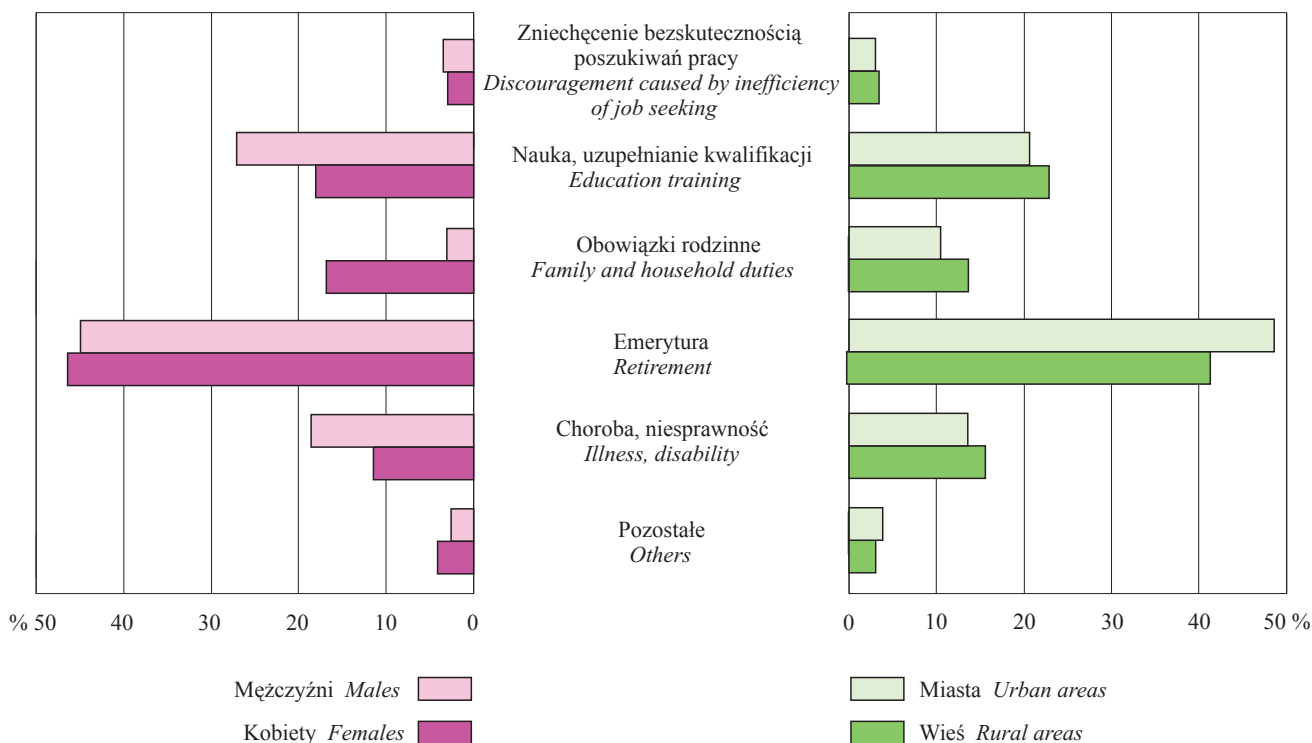 Zniechęcenie bezskutecznością
poszukiwań pracy
Discouragement caused by inefficiency
of job seeking
Nauka, uzupełnianie kwalifikacji
Education training
Obowiązki rodzinne
Family and household duties
Emerytura
Retirement
Choroba, niesprawność
Illness, disability
Pozostałe
Others
% 50 40 30 20 10 0
0 10 20 30 40 50 %
Mężczyźni Males
Kobiety Females
Miasta Urban areas
Wieś Rural areas